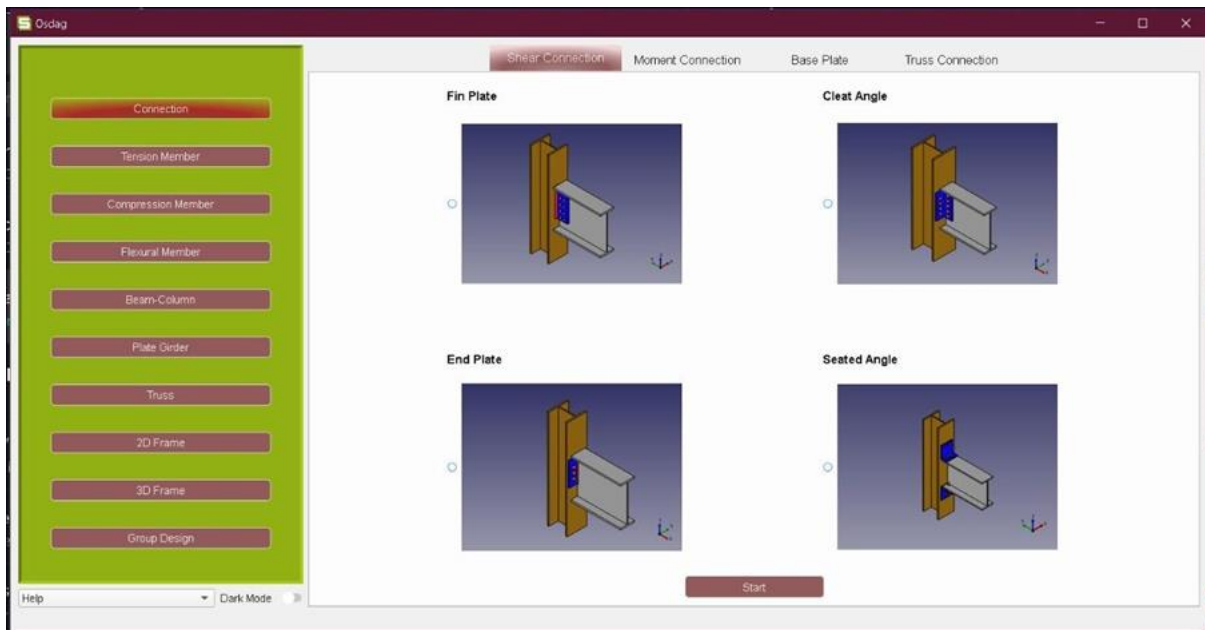 Osdag
Connection
Tension Member
Compression Member
Flexural Member
Beam-Column
Plate Girder
Truss
2D Frame
3D Frame
Group Design
Help
Dark Mode
Shear Connection Moment Connection Base Plate Truss Connection
Fin Plate Cleat Angle
End Plate Seated Angle
Start